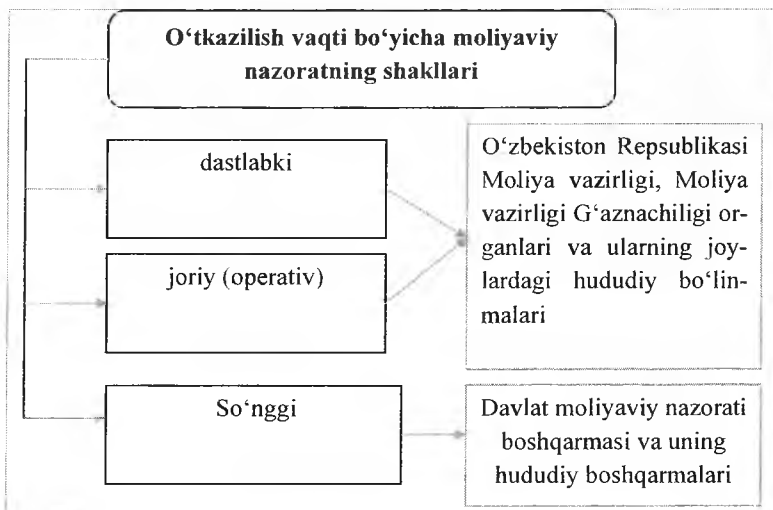 O‘tkazilish vaqti bo‘yicha moliyaviy
nazoratning shakllari
dastlabki
joriy (operativ)
So‘nggi
O‘zbekiston Repsublikasi
Moliya vazirligi, Moliya
vazirligi G‘aznachiligi or-
ganlari va ularning joy-
lardagi hududiy bo‘lin-
malari
Davlat moliyaviy nazorati
boshqarmasi va uning
hududiy boshqarmalari